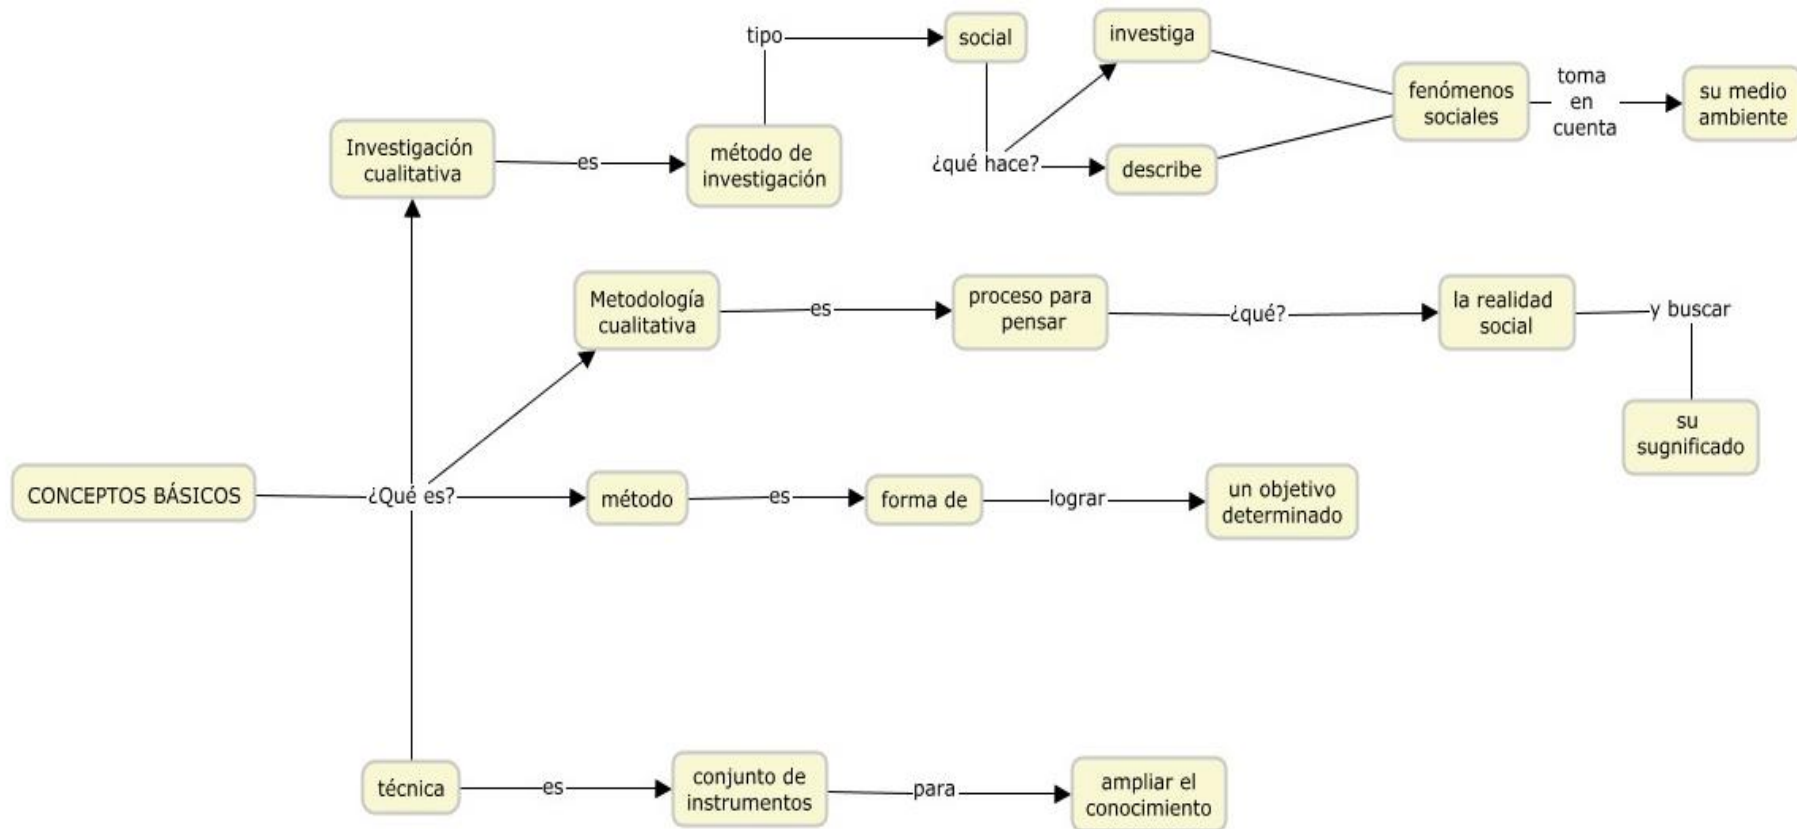 tipo
social
investiga
fenómenos
sociales
toma
en
cuenta
su medio
ambiente
Investigación
cualitativa
es
método de
investigación
¿qué hace?
describe
Metodología
cualitativa
es
proceso para
pensar
¿qué?
la realidad
social
y buscar
su
sugnificado
CONCEPTOS BÁSICOS
¿Qué es?
método
es
forma de
lograr
un objetivo
determinado
técnica
es
conjunto de
instrumentos
para
ampliar el
conocimiento